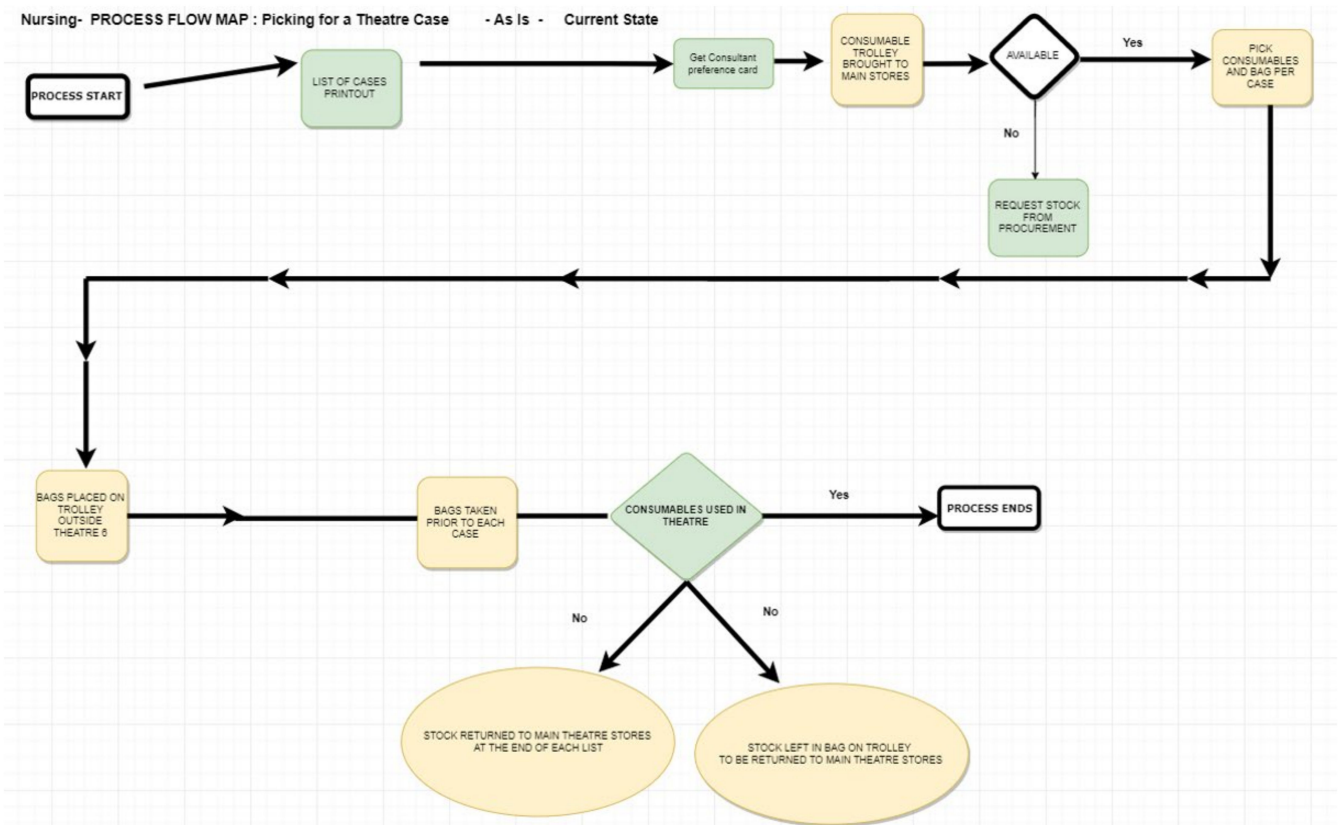 Nursing- PROCESS FLOW MAP : Picking for a Theatre Case - As Is - Current State
PROCESS START
LIST OF CASES
PRINTOUT
Get Consultant
preference card
CONSUMABLE
TROLLEY
BROUGHT TO
MAIN STORES
AVAILABLE
Yes
PICK
CONSUMABLES
AND BAG PER
CASE
No
REQUEST STOCK
FROM
PROCUREMENT
BAGS PLACED ON
TROLLEY
OUTSIDE
THEATRE 6
BAGS TAKEN
PRIOR TO EACH
CASE
CONSUMABLES USED IN
THEATRE
Yes
PROCESS ENDS
No
No
STOCK RETURNED TO MAIN THEATRE STORES
AT THE END OF EACH LIST
STOCK LEFT IN BAG ON TROLLEY
TO BE RETURNED TO MAIN THEATRE STORES